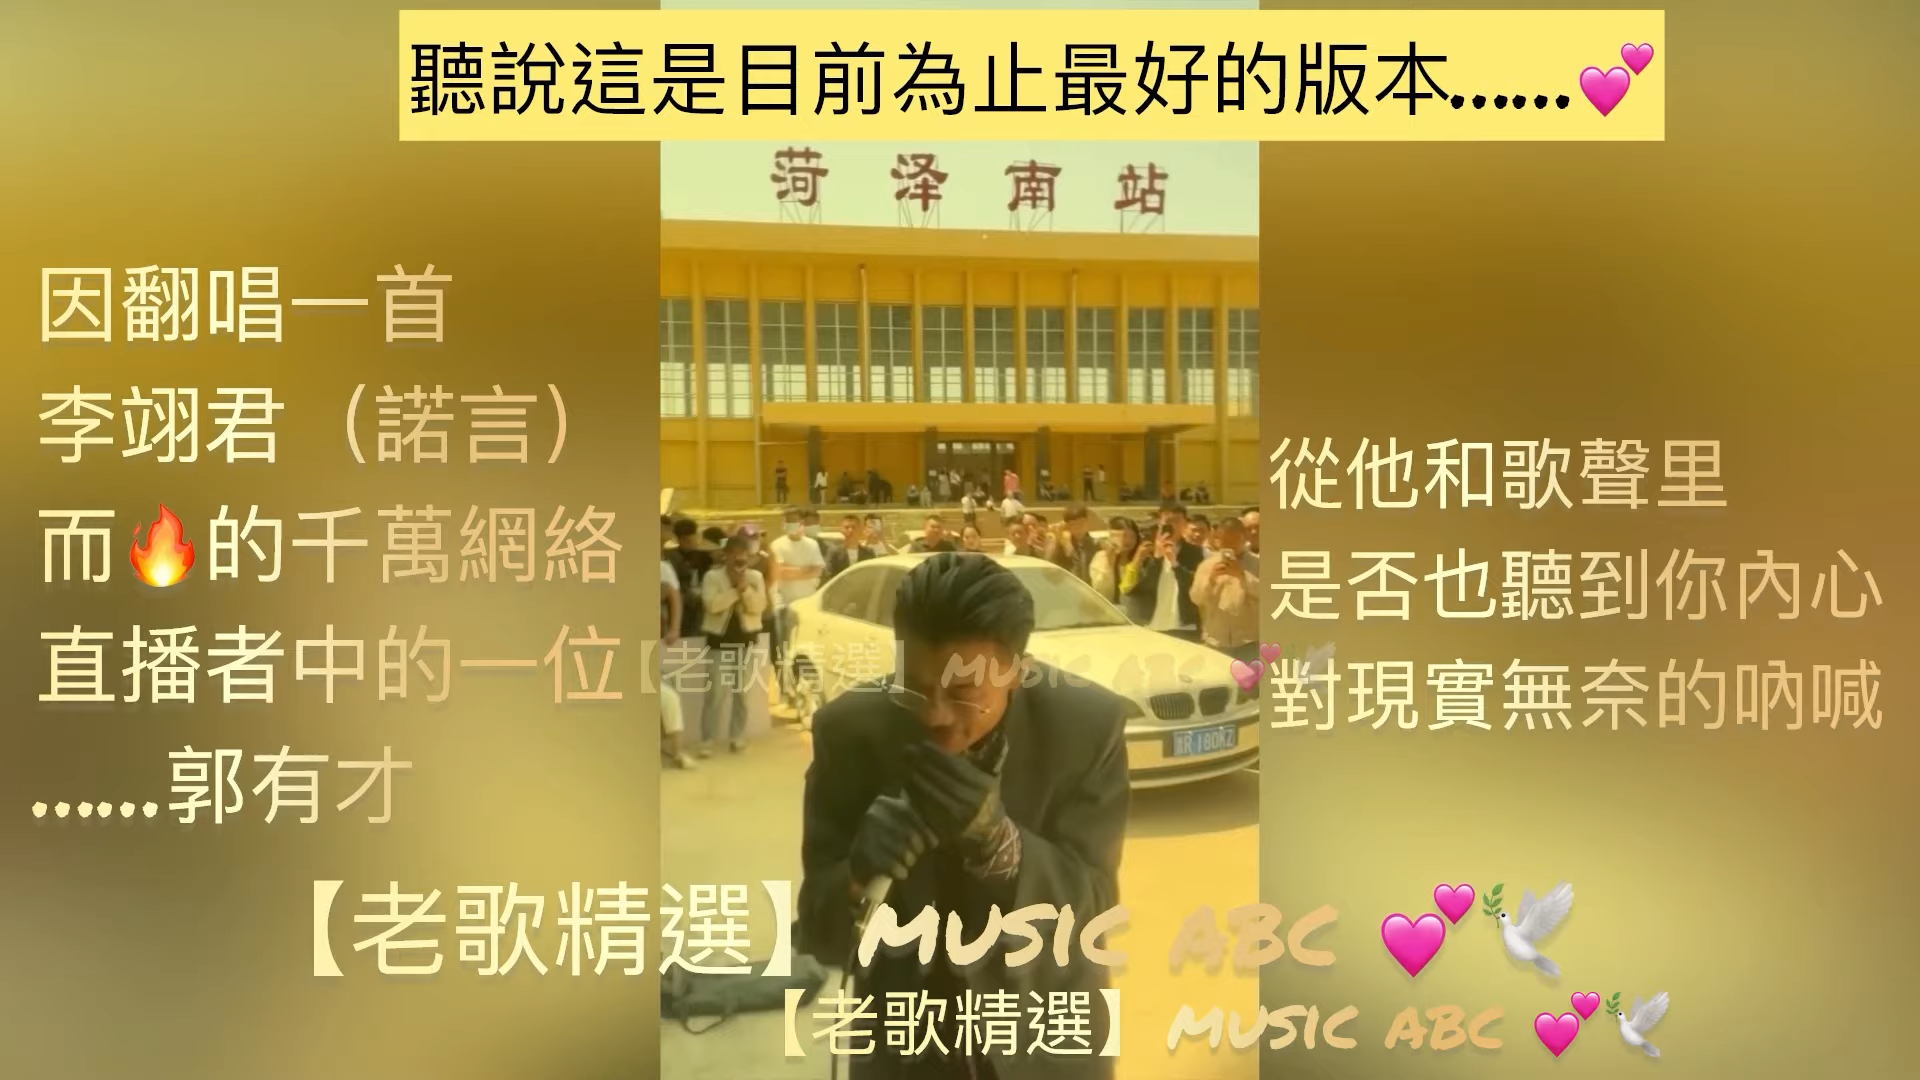 聽說這是目前為止最好的版本......💕
菏泽南站
因翻唱一首
李翊君（諾言）
而🔥的千萬網絡
直播者中的一位
......郭有才
從他和歌聲里
是否也聽到你內心
對現實無奈的吶喊
【老歌精選】MUSIC ABC 💕🕊️
R 180KZ
【老歌精選】MUSIC ABC 💕🕊️
【老歌精選】MUSIC ABC 💕🕊️